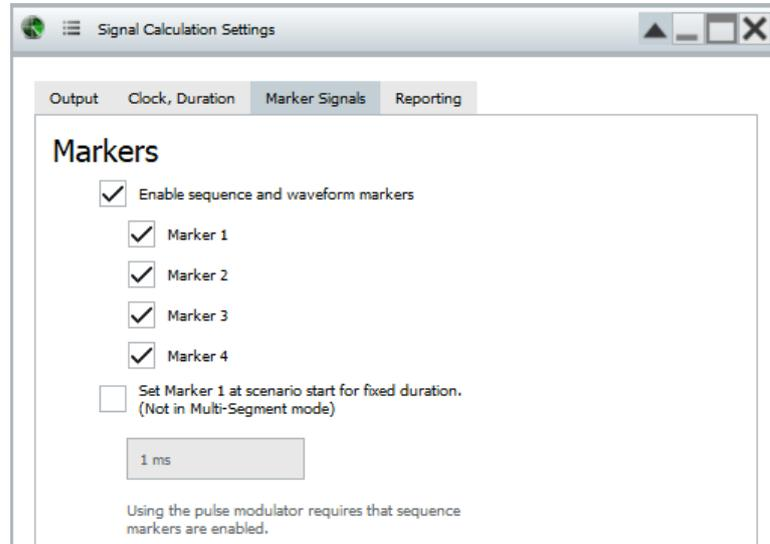 Signal Calculation Settings
Output Clock, Duration Marker Signals Reporting
Markers
Enable sequence and waveform markers
Marker 1
Marker 2
Marker 3
Marker 4
Set Marker 1 at scenario start for fixed duration.
(Not in Multi-Segment mode)
1 ms
Using the pulse modulator requires that sequence
markers are enabled.